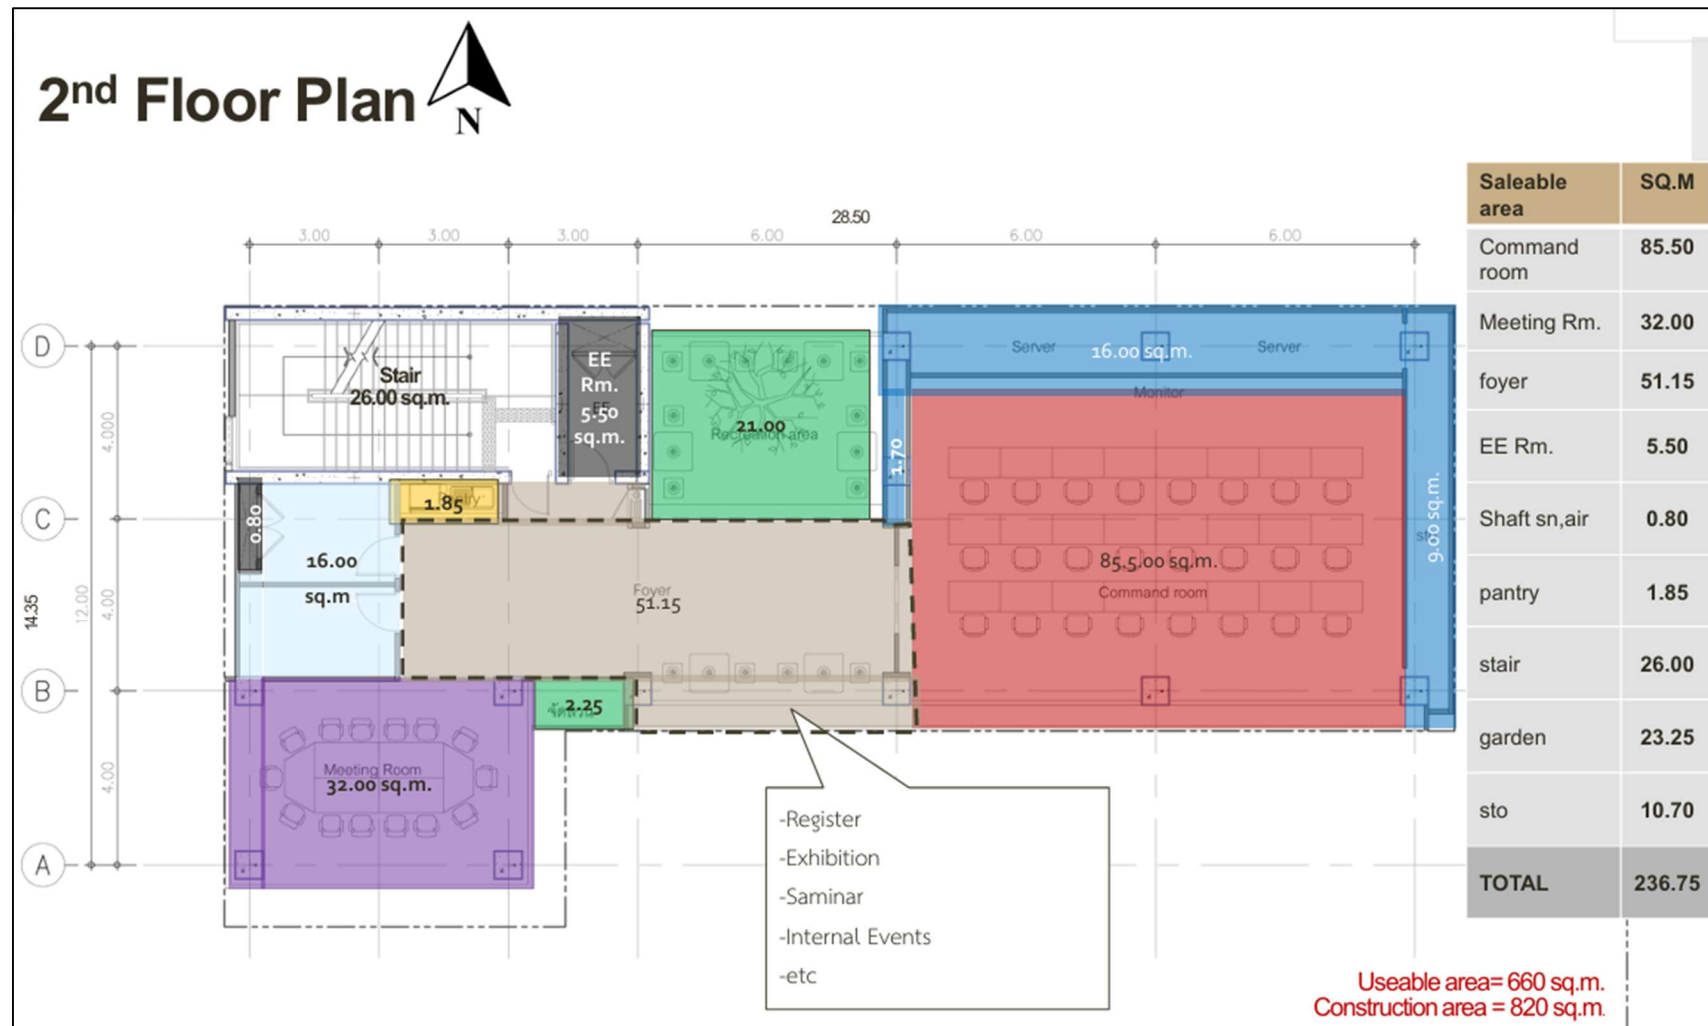 2nd Floor Plan
N
28.50
3.00 3.00 3.00 6.00 6.00 6.00
D
C
B
A
14.35
12.00
4.000
4.00
4.00
Stair
26.00 sq.m.
EE
Rm.
5.50
sq.m.
Recreation area
21.00
Server
16.00 sq.m.
Server
Monitor
1.70
9.00 sq.m.
0.80
1.85
16.00
sq.m
Foyer
51.15
85.5.00 sq.m.
Command room
2.25
Meeting Room
32.00 sq.m.
-Register
-Exhibition
-Saminar
-Internal Events
-etc
Saleable area SQ.M
Command room 85.50
Meeting Rm. 32.00
foyer 51.15
EE Rm. 5.50
Shaft sn,air 0.80
pantry 1.85
stair 26.00
garden 23.25
sto 10.70
TOTAL 236.75
Useable area= 660 sq.m.
Construction area = 820 sq.m.